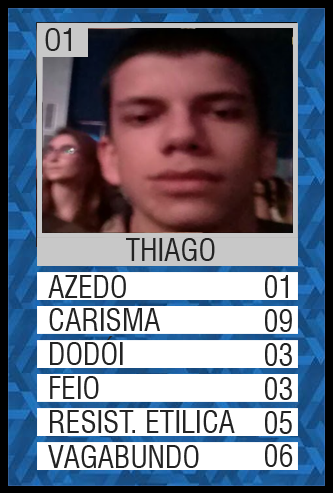 01
THIAGO
AZEDO 01
CARISMA 09
DODÓI 03
FEIO 03
RESIST. ETILICA 05
VAGABUNDO 06